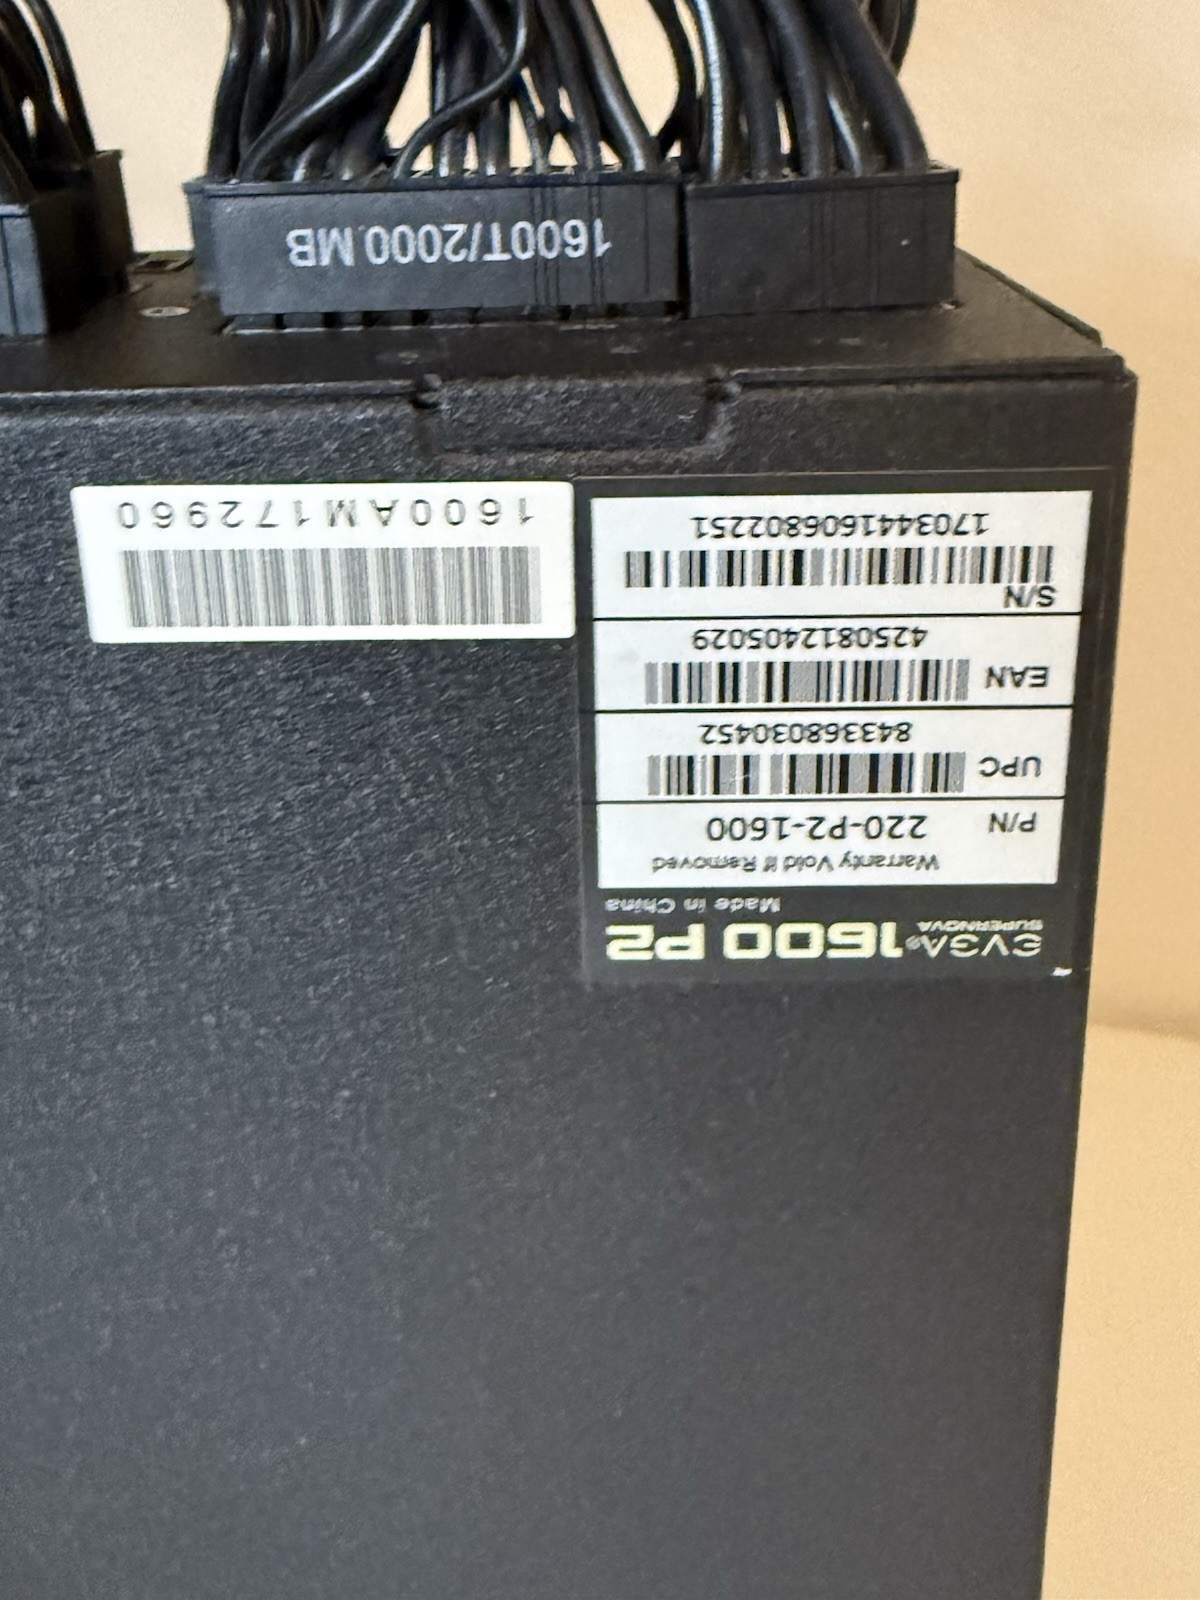 EVGA® 1600 P2
SUPERNOVA
Made in China
Warranty Void If Removed
P/N 220-P2-1600
UPC
843368030452
EAN
4250812405029
S/N
1703441606802251
1600AM172960
1600T/2000.MB